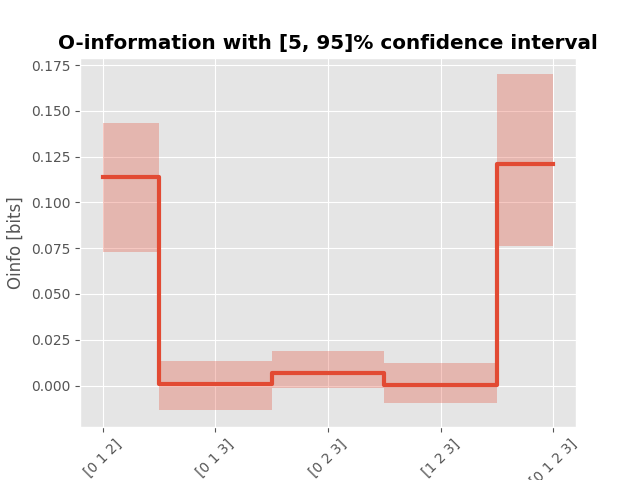 O-information with [5, 95]% confidence interval
0.175
0.150
0.125
0.100
0.075
0.050
0.025
0.000
Oinfo [bits]
[0 1 2]
[0 1 3]
[0 2 3]
[1 2 3]
[0 1 2 3]